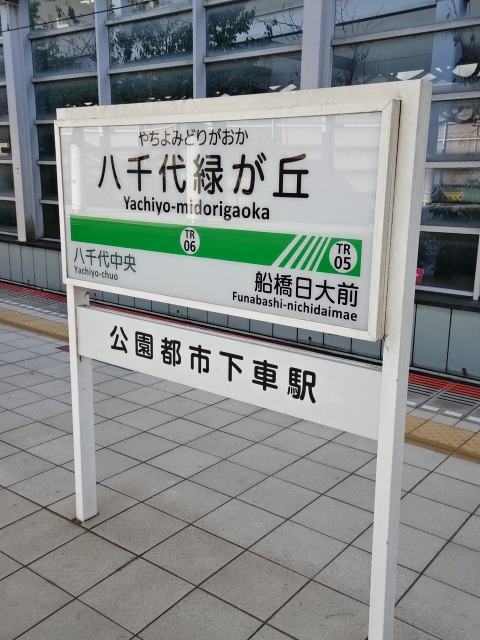 やちよみどりがおか
八千代緑が丘
Yachiyo-midorigaoka
TR
06
TR
05
八千代中央
Yachiyo-chuo
船橋日大前
Funabashi-nichidaimae
公園都市下車駅